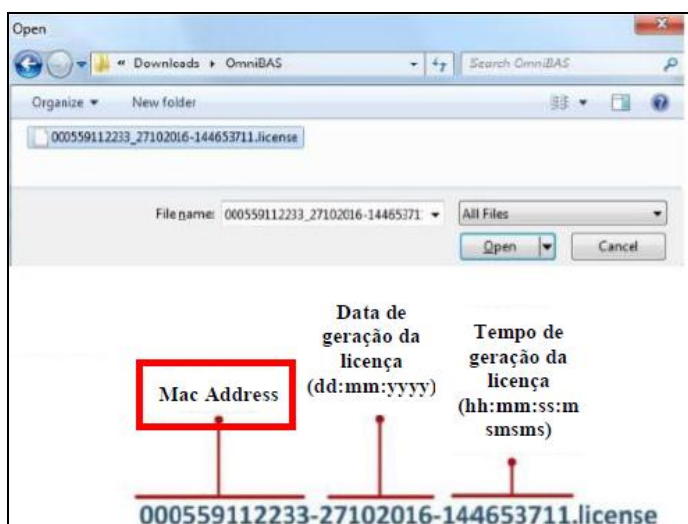 Open
« Downloads ▸ OmniBAS
Search OmniBAS
Organize ▾ New folder
000559112233_27102016-144653711.license
File name: 000559112233_27102016-14465371
All Files
Open
Cancel
Mac Address
Data de
geração da
licença
(dd:mm:yyyy)
Tempo de
geração da
licença
(hh:mm:ss:m
smsms)
000559112233-27102016-144653711.license